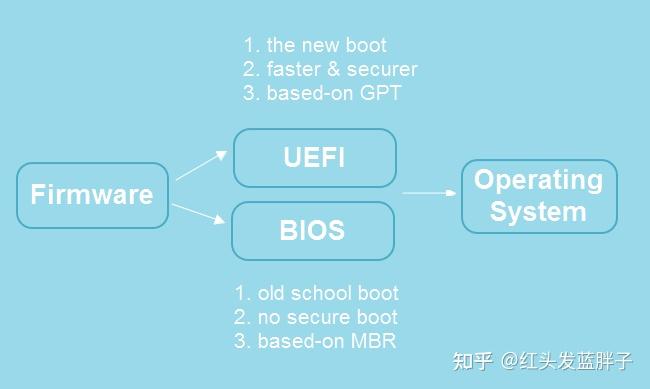 1. the new boot
2. faster & securer
3. based-on GPT
UEFI
Firmware
Operating
System
BIOS
1. old school boot
2. no secure boot
3. based-on MBR
知乎 @红头发蓝胖子